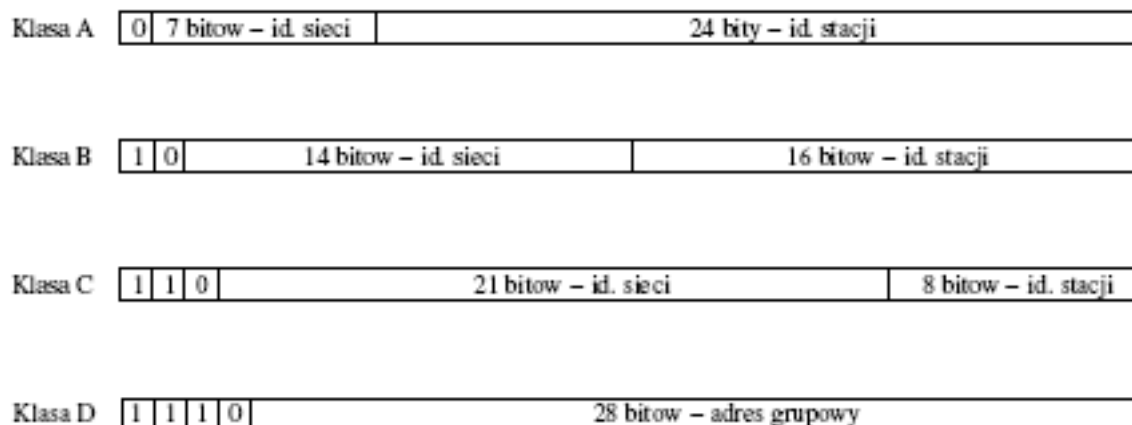 Klasa A 0 7 bitow – id. sieci 24 bity – id. stacji
Klasa B 1 0 14 bitow – id. sieci 16 bitow – id. stacji
Klasa C 1 1 0 21 bitow – id. sieci 8 bitow – id. stacji
Klasa D 1 1 1 0 28 bitow – adres grupowy